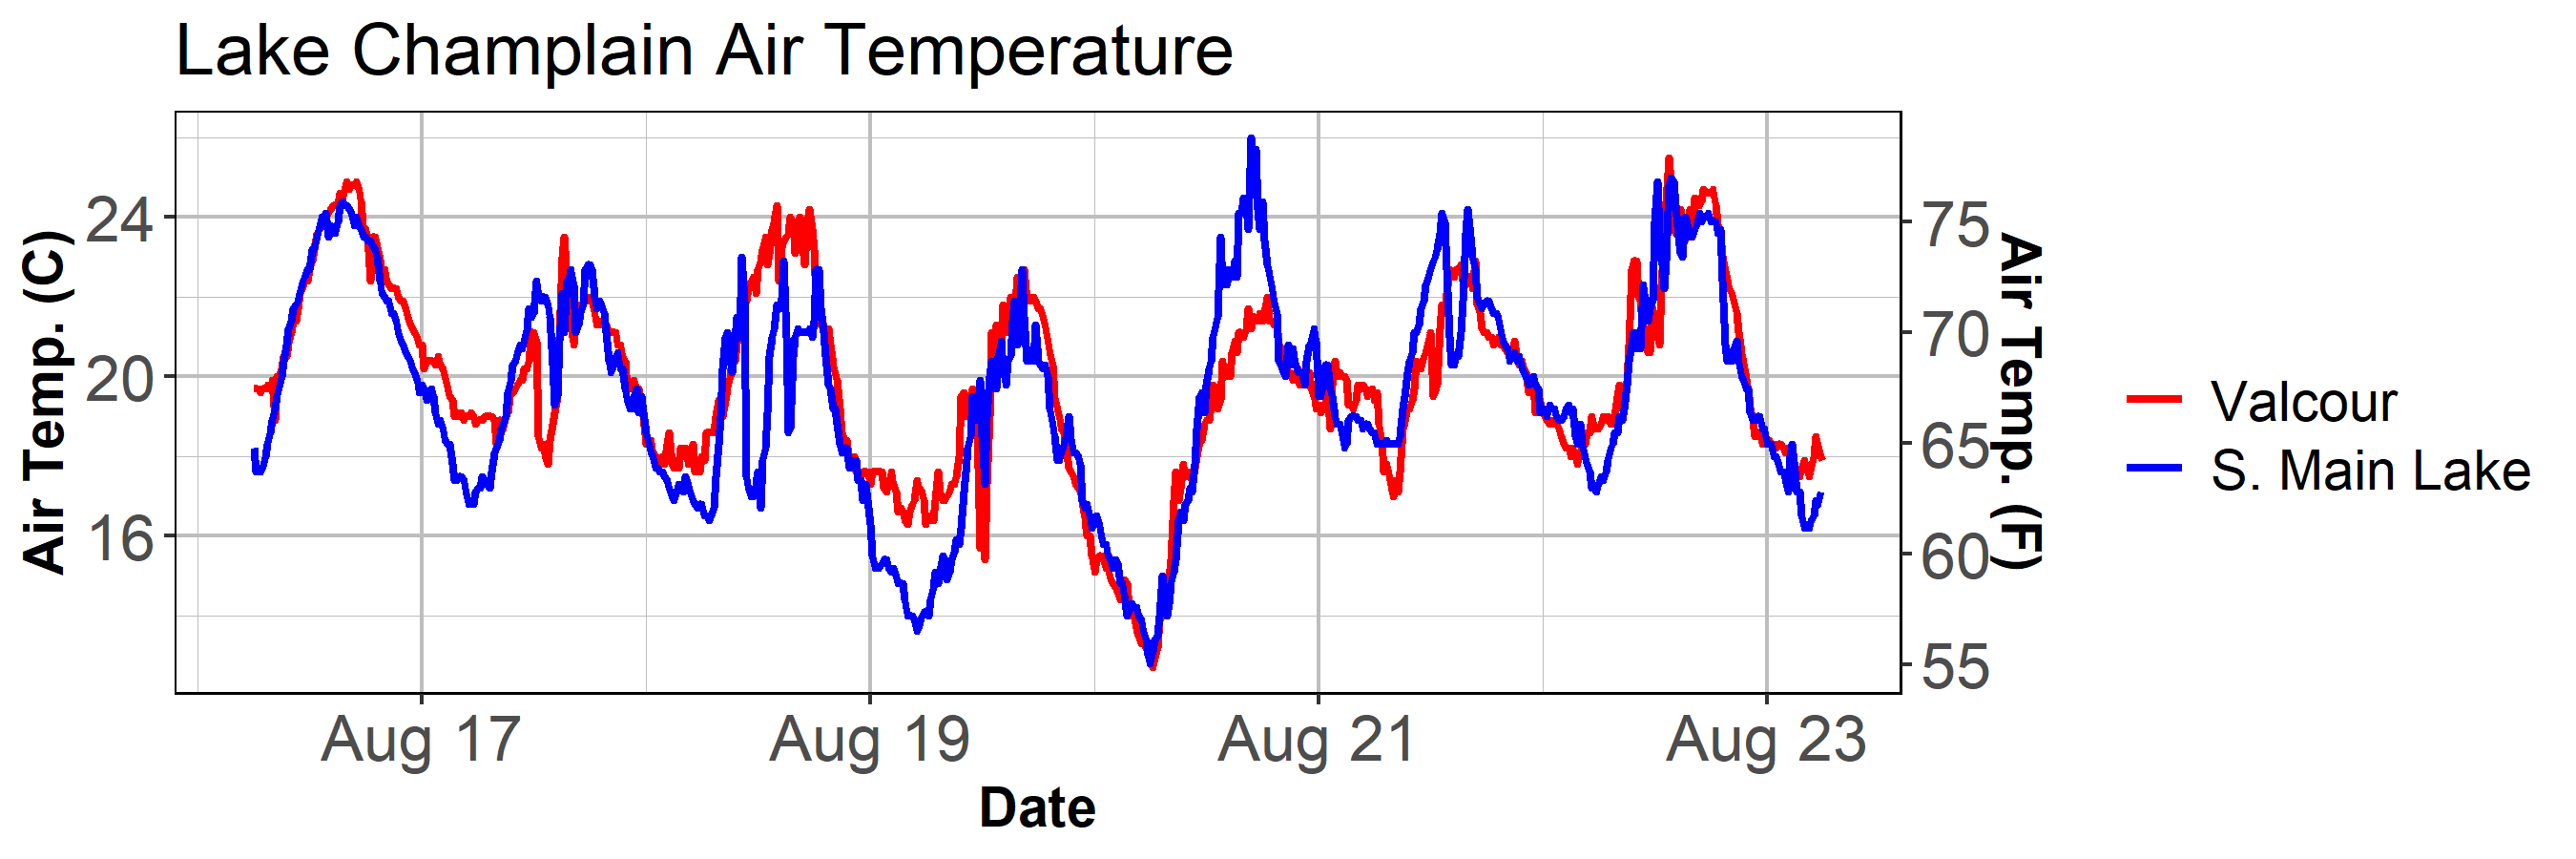 Lake Champlain Air Temperature
Air Temp. (C)
24
20
16
75
70
65
60
55
Air Temp. (F)
Aug 17
Aug 19
Aug 21
Aug 23
Date
Valcour
S. Main Lake